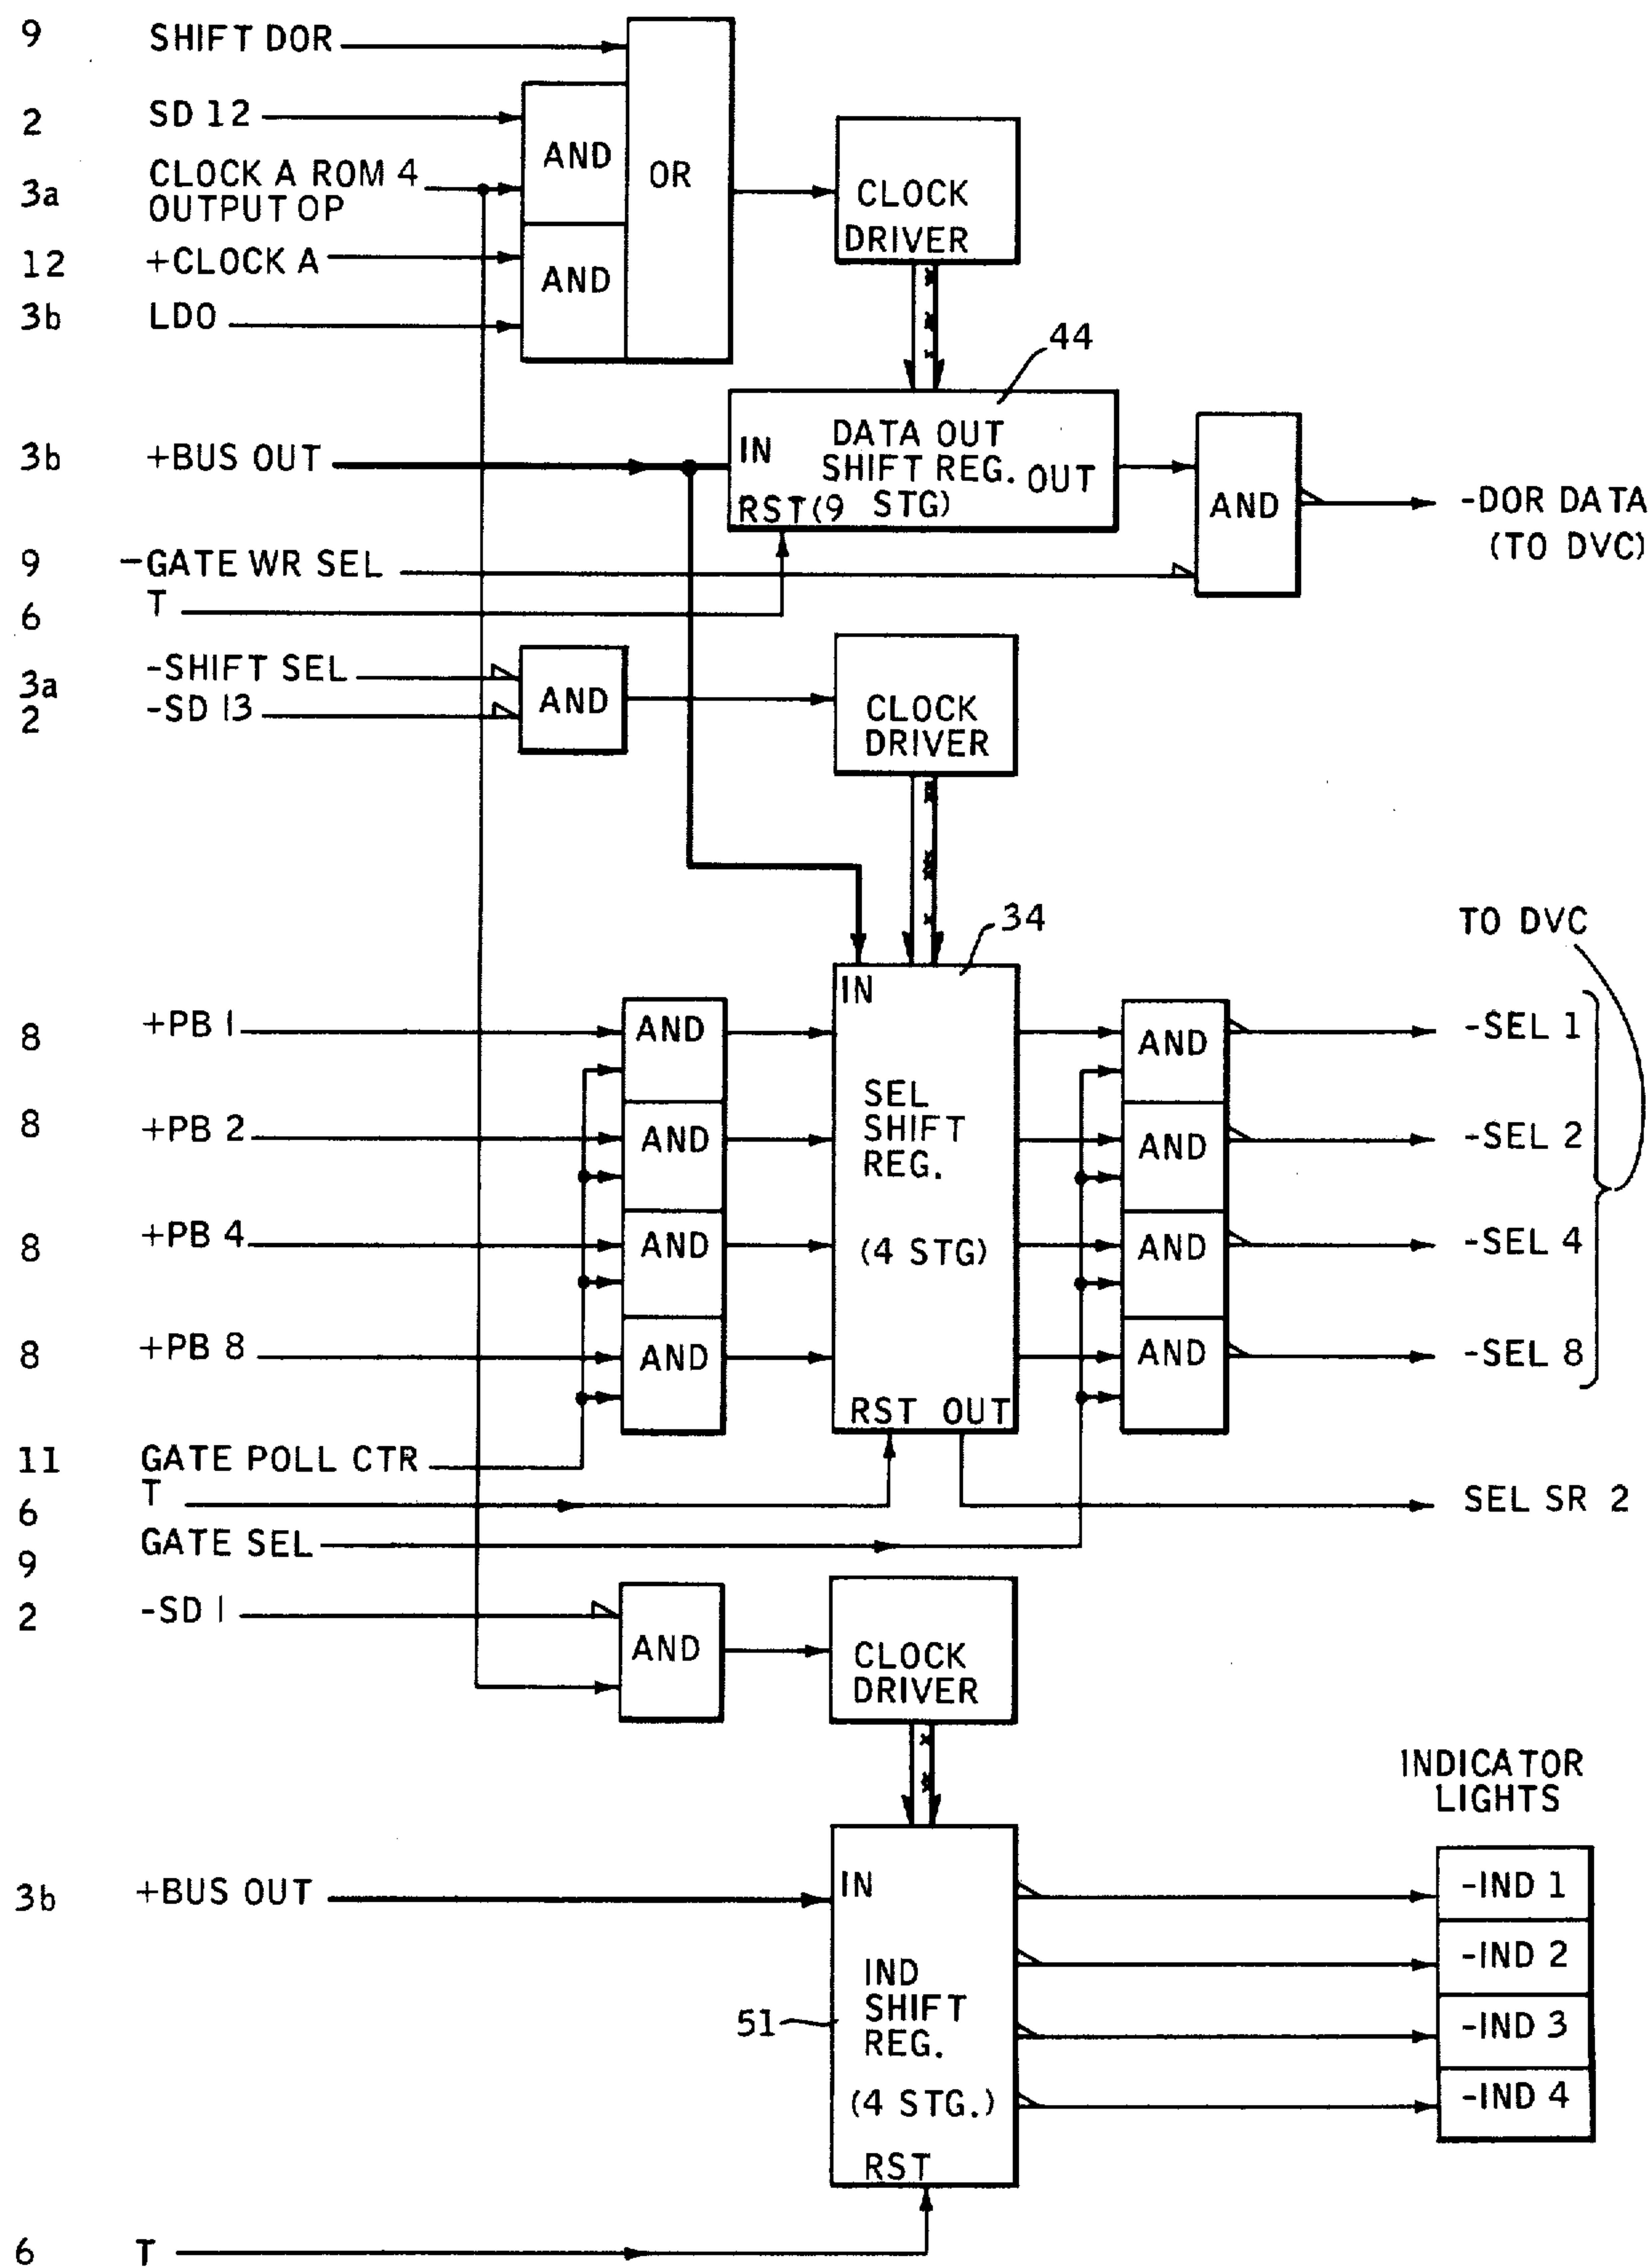 9 SHIFT DOR
2 SD 12
3a CLOCK A ROM 4
OUTPUT OP
12 +CLOCK A
3b LDO
AND
AND
OR
CLOCK
DRIVER
44
3b +BUS OUT
IN DATA OUT
SHIFT REG. OUT
RST (9 STG)
AND
-DOR DATA
(TO DVC)
9 -GATE WR SEL
6 T
3a -SHIFT SEL
2 -SD 13
AND
CLOCK
DRIVER
34
TO DVC
IN
8 +PB 1 AND AND -SEL 1
SEL
SHIFT
REG.
8 +PB 2 AND AND -SEL 2
8 +PB 4 AND (4 STG) AND -SEL 4
8 +PB 8 AND AND -SEL 8
RST OUT
11 GATE POLL CTR
6 T
SEL SR 2
9 GATE SEL
2 -SD 1
AND
CLOCK
DRIVER
INDICATOR
LIGHTS
3b +BUS OUT IN -IND 1
-IND 2
IND
SHIFT
REG.
51
-IND 3
(4 STG.) -IND 4
RST
6 T